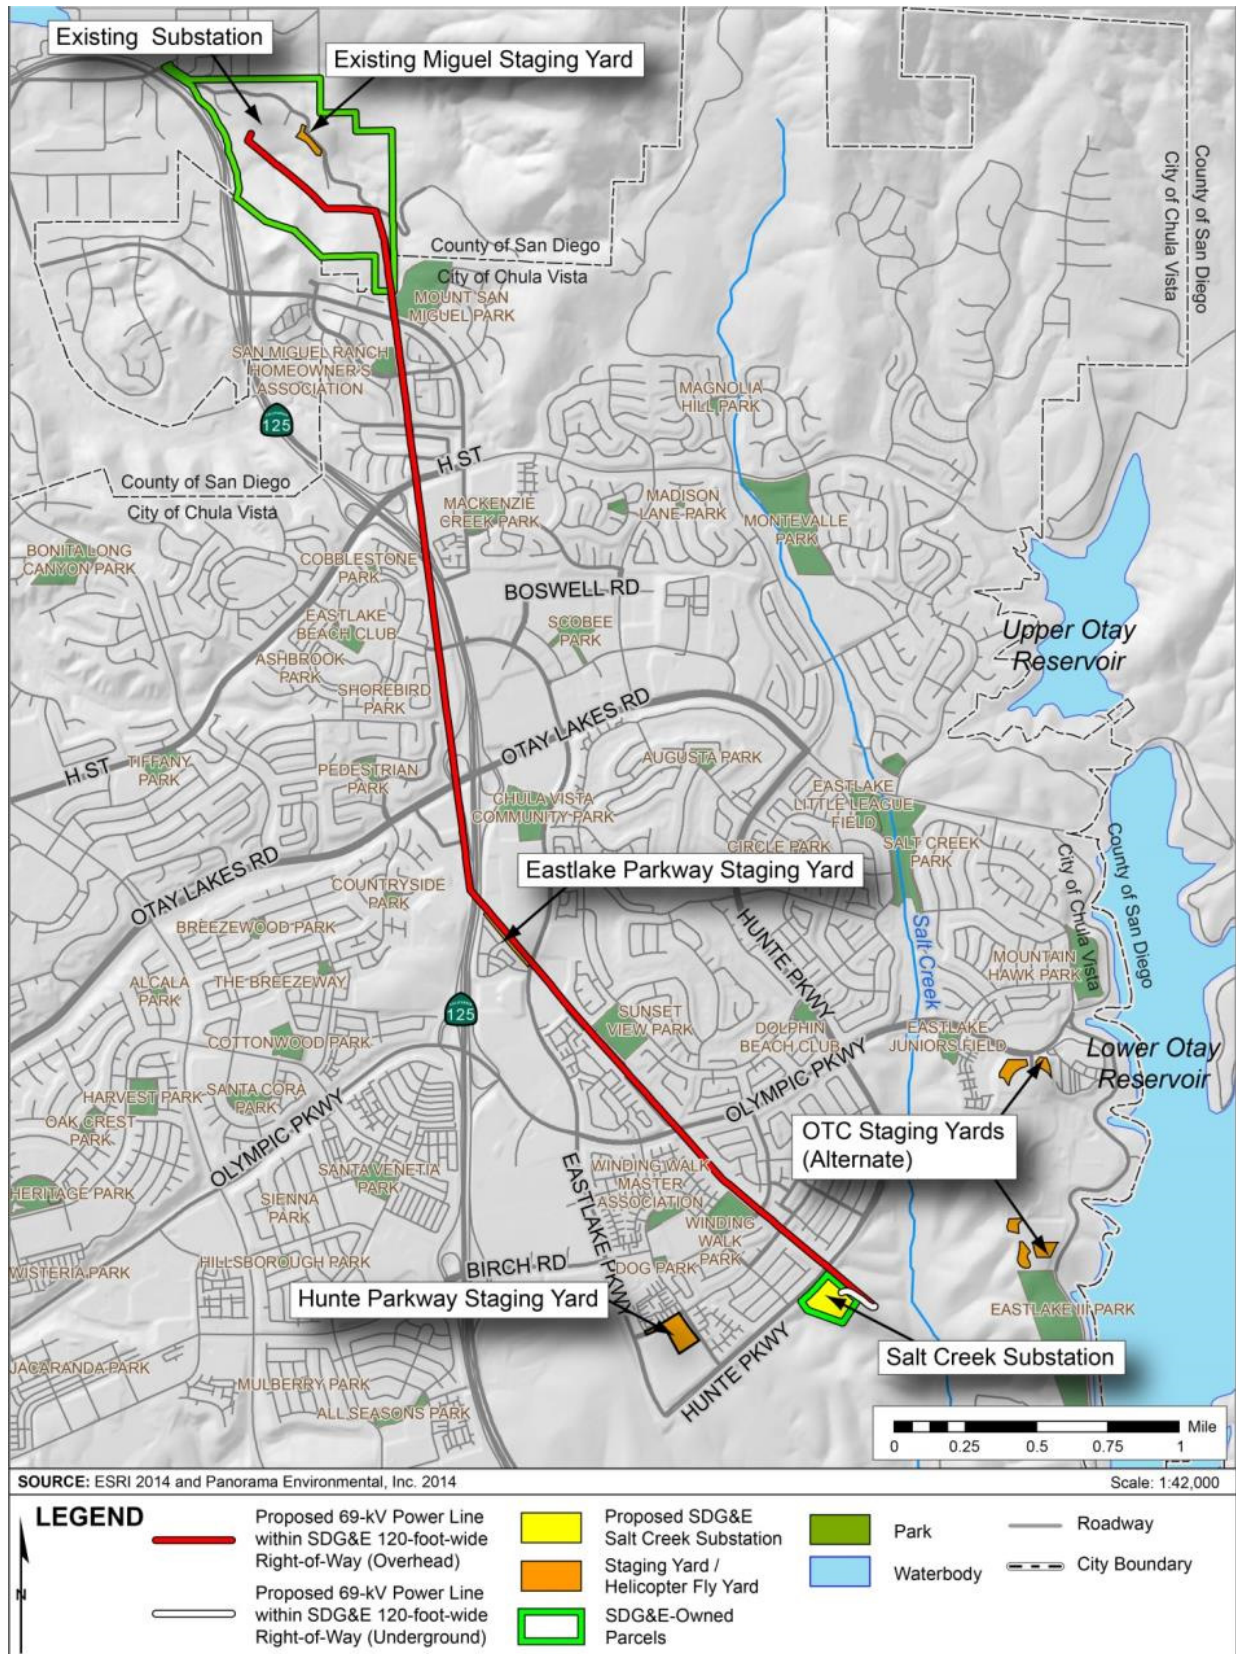 Existing Substation
Existing Miguel Staging Yard
County of San Diego
City of Chula Vista
County of San Diego
City of Chula Vista
MOUNT SAN
MIGUEL PARK
SAN MIGUEL RANCH
HOMEOWNER'S
ASSOCIATION
MAGNOLIA
HILL PARK
125
H ST
County of San Diego
City of Chula Vista
MACKENZIE
CREEK PARK
MADISON
LANE PARK
MONTEVALLE
PARK
BONITA LONG
CANYON PARK
COBBLESTONE
PARK
BOSWELL RD
EASTLAKE
BEACH CLUB
SCOBEE
PARK
Upper Otay
Reservoir
ASHBROOK
PARK
SHOREBIRD
PARK
OTAY LAKES RD
H ST
TIFFANY
PARK
PEDESTRIAN
PARK
AUGUSTA PARK
CHULA VISTA
COMMUNITY PARK
EASTLAKE
LITTLE LEAGUE
FIELD
CIRCLE PARK
SALT CREEK
PARK
City of Chula Vista
County of San Diego
Eastlake Parkway Staging Yard
OTAY LAKES RD
COUNTRYSIDE
PARK
BREEZEWOOD PARK
HUNTE PKWY
Salt Creek
MOUNTAIN
HAWK PARK
ALCALA
PARK
THE BREEZEWAY
125
SUNSET
VIEW PARK
DOLPHIN
BEACH CLUB
EASTLAKE
JUNIORS FIELD
COTTONWOOD PARK
Lower Otay
Reservoir
HARVEST PARK
SANTA CORA
PARK
OLYMPIC PKWY
OAK CREST
PARK
OLYMPIC PKWY
OTC Staging Yards
(Alternate)
HERITAGE PARK
SANTA VENETIA
PARK
SIENNA
PARK
EASTLAKE PKWY
WINDING WALK
MASTER
ASSOCIATION
WINDING
WALK
PARK
WISTERIA PARK
HILLSBOROUGH PARK
BIRCH RD
DOG PARK
Hunte Parkway Staging Yard
EASTLAKE III PARK
HUNTE PKWY
Salt Creek Substation
JACARANDA PARK
MULBERRY PARK
ALL SEASONS PARK
Mile
0 0.25 0.5 0.75 1
SOURCE: ESRI 2014 and Panorama Environmental, Inc. 2014
Scale: 1:42,000
LEGEND
N
Proposed 69-kV Power Line
within SDG&E 120-foot-wide
Right-of-Way (Overhead)
Proposed 69-kV Power Line
within SDG&E 120-foot-wide
Right-of-Way (Underground)
Proposed SDG&E
Salt Creek Substation
Staging Yard /
Helicopter Fly Yard
SDG&E-Owned
Parcels
Park
Waterbody
Roadway
City Boundary